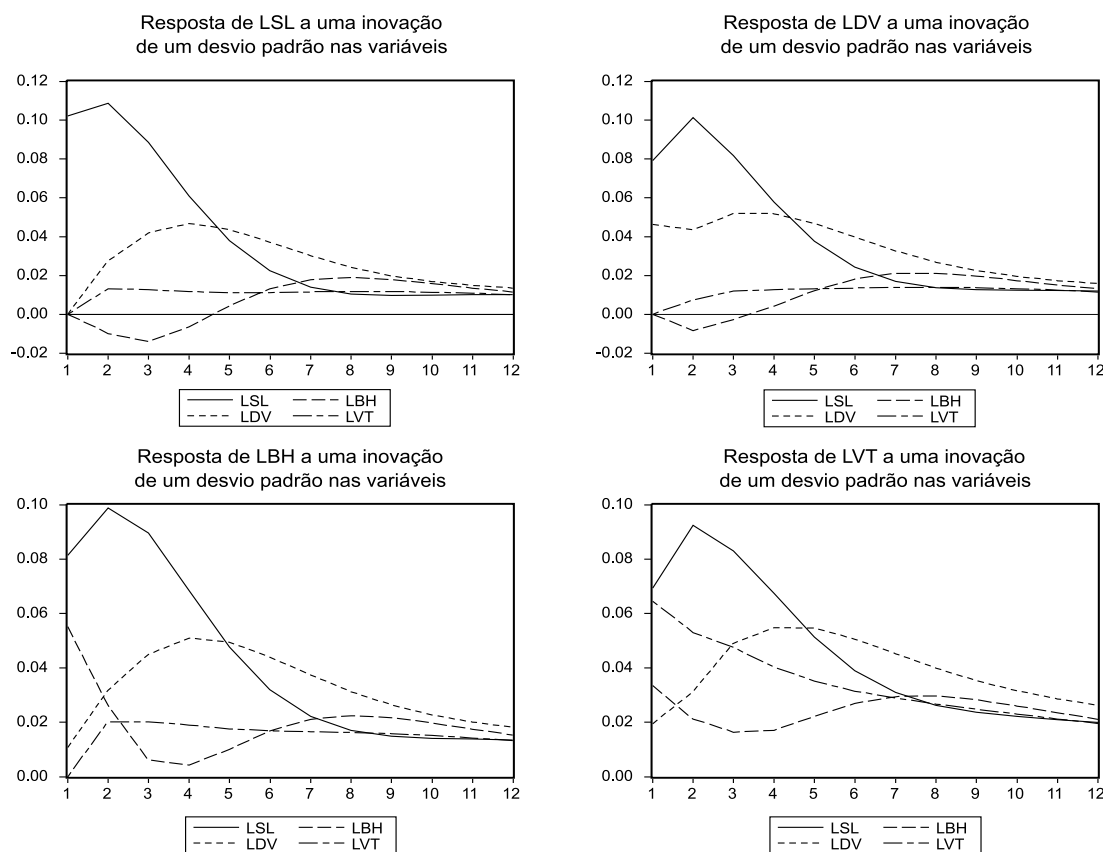 Resposta de LSL a uma inovação
de um desvio padrão nas variáveis
0.12
0.10
0.08
0.06
0.04
0.02
0.00
-0.02
1 2 3 4 5 6 7 8 9 10 11 12
LSL LBH
LDV LVT
Resposta de LDV a uma inovação
de um desvio padrão nas variáveis
0.12
0.10
0.08
0.06
0.04
0.02
0.00
-0.02
1 2 3 4 5 6 7 8 9 10 11 12
LSL LBH
LDV LVT
Resposta de LBH a uma inovação
de um desvio padrão nas variáveis
0.10
0.08
0.06
0.04
0.02
0.00
1 2 3 4 5 6 7 8 9 10 11 12
LSL LBH
LDV LVT
Resposta de LVT a uma inovação
de um desvio padrão nas variáveis
0.10
0.08
0.06
0.04
0.02
0.00
1 2 3 4 5 6 7 8 9 10 11 12
LSL LBH
LDV LVT